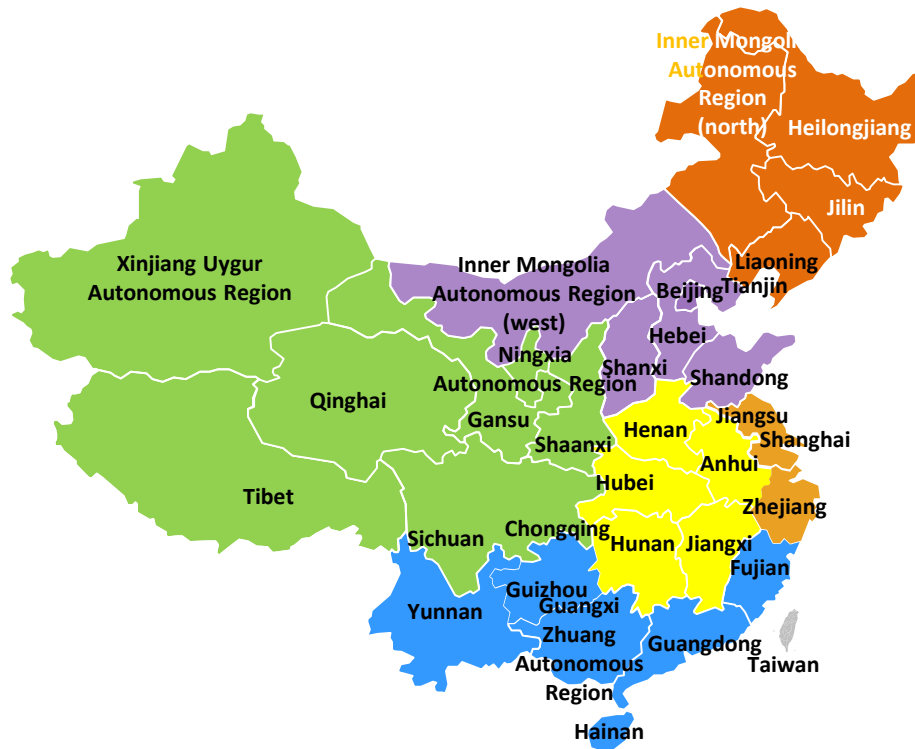 Inner Mongoli
Autonomous
Region
(north)
Heilongjiang
Jilin
Liaoning
Xinjiang Uygur
Autonomous Region
Inner Mongolia
Autonomous Region
(west)
Beijing
Tianjin
Hebei
Ningxia
Autonomous Region
Shanxi
Shandong
Qinghai
Gansu
Shaanxi
Henan
Jiangsu
Shanghai
Anhui
Hubei
Zhejiang
Tibet
Sichuan
Chongqing
Hunan
Jiangxi
Fujian
Guizhou
Yunnan
Guangxi
Zhuang
Autonomous
Region
Guangdong
Taiwan
Hainan